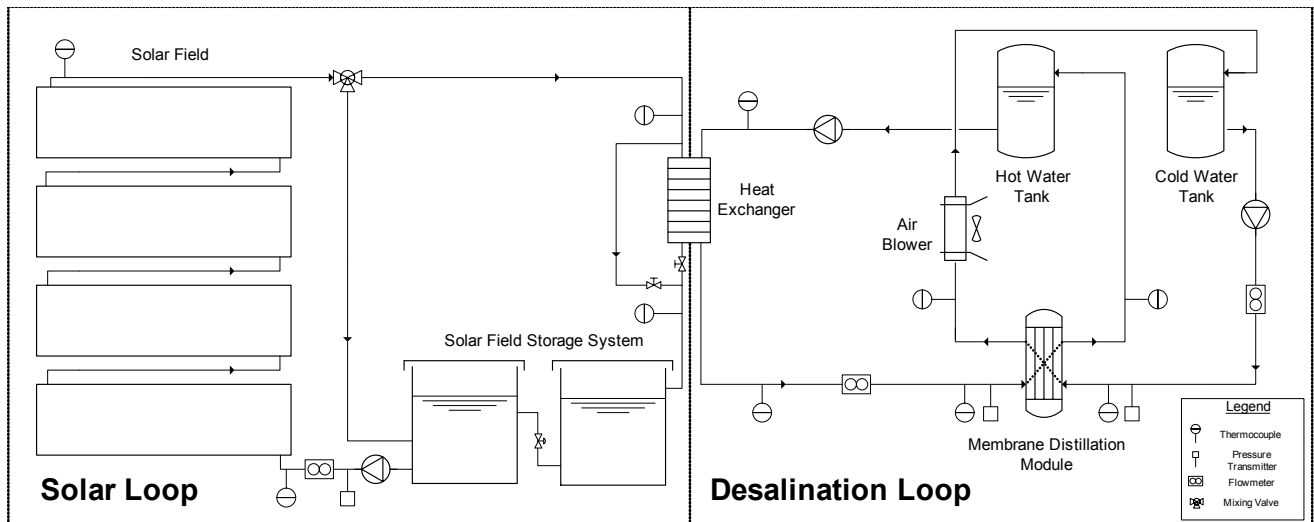 Solar Field
Hot Water
Tank
Cold Water
Tank
Heat
Exchanger
Air
Blower
Solar Field Storage System
Membrane Distillation
Module
Solar Loop
Desalination Loop
Legend
Thermocouple
Pressure
Transmitter
Flowmeter
Mixing Valve